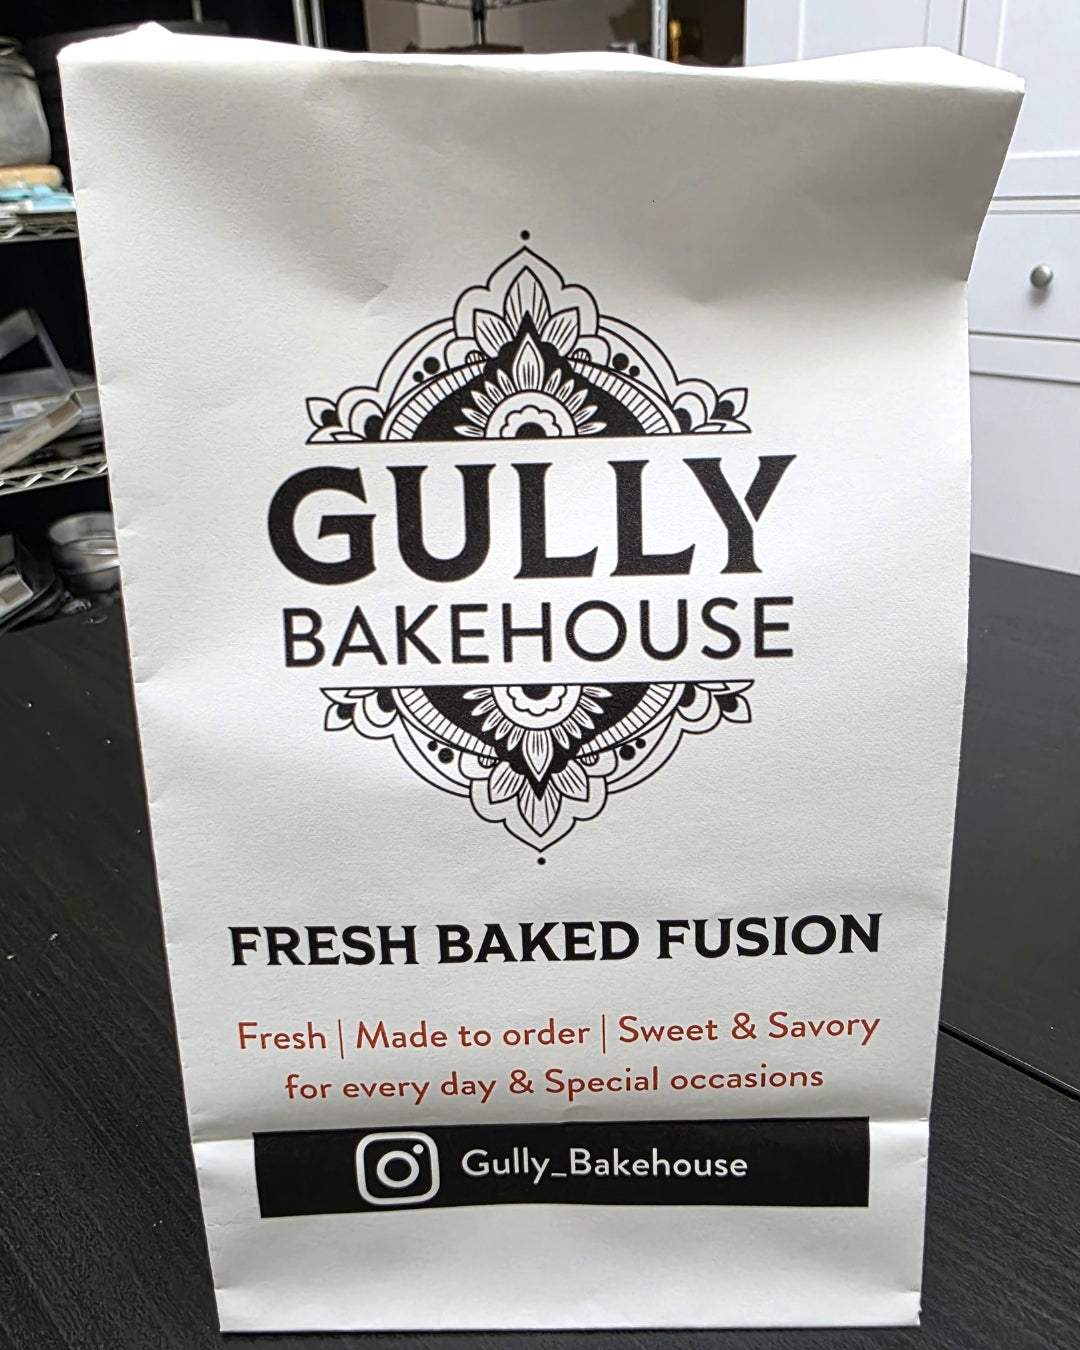 GULLY
BAKEHOUSE
FRESH BAKED FUSION
Fresh | Made to order | Sweet & Savory
for every day & Special occasions
Gully_Bakehouse